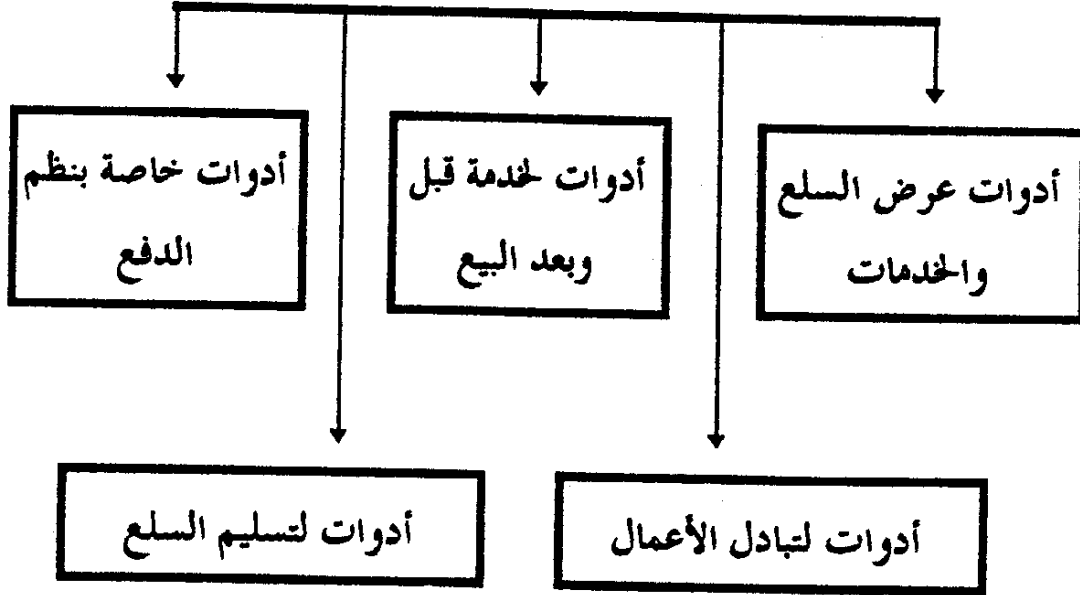 أدوات عرض السلع
والخدمات
أدوات لخدمة قبل
وبعد البيع
أدوات خاصة بنظم
الدفع
أدوات لتبادل الأعمال
أدوات لتسليم السلع